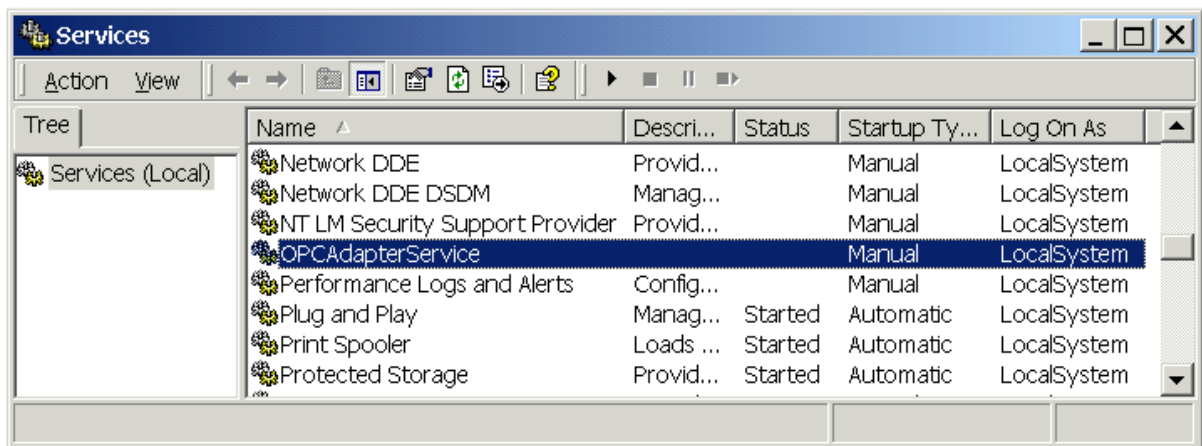 Services
Action View
Tree
Name Descri... Status Startup Ty... Log On As
Services (Local)
Network DDE Provid... Manual LocalSystem
Network DDE DSDM Manag... Manual LocalSystem
NT LM Security Support Provider Provid... Manual LocalSystem
OPCAdapterService Manual LocalSystem
Performance Logs and Alerts Config... Manual LocalSystem
Plug and Play Manag... Started Automatic LocalSystem
Print Spooler Loads ... Started Automatic LocalSystem
Protected Storage Provid... Started Automatic LocalSystem